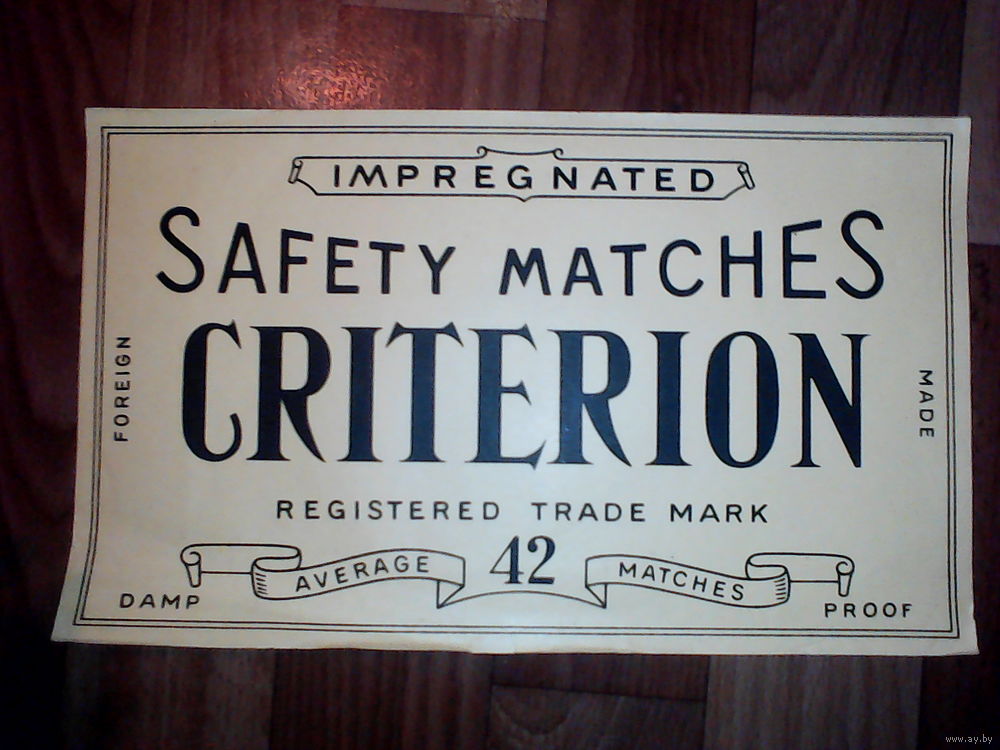 IMPREGNATED
SAFETY MATCHES
CRITERION
FOREIGN
MADE
REGISTERED TRADE MARK
AVERAGE 42 MATCHES
DAMP PROOF
www.ay.by